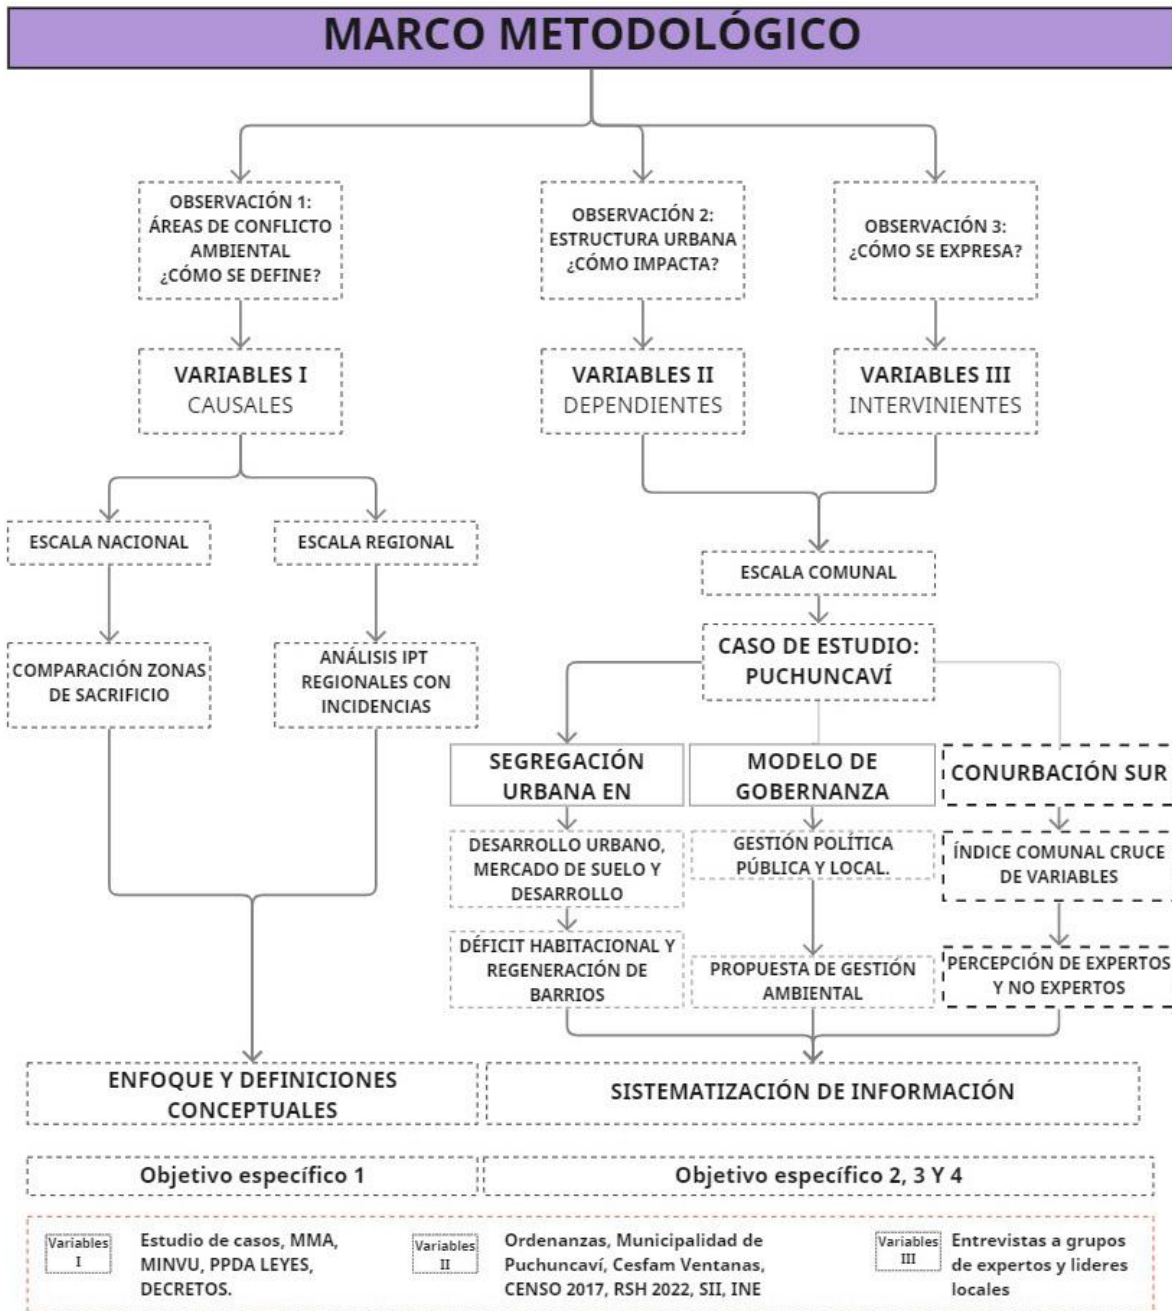 MARCO METODOLÓGICO
OBSERVACIÓN 1:
ÁREAS DE CONFLICTO
AMBIENTAL
¿CÓMO SE DEFINE?
OBSERVACIÓN 2:
ESTRUCTURA URBANA
¿CÓMO IMPACTA?
OBSERVACIÓN 3:
¿CÓMO SE EXPRESA?
VARIABLES I
CAUSALES
VARIABLES II
DEPENDIENTES
VARIABLES III
INTERVINIENTES
ESCALA NACIONAL
ESCALA REGIONAL
ESCALA COMUNAL
COMPARACIÓN ZONAS
DE SACRIFICIO
ANÁLISIS IPT
REGIONALES CON
INCIDENCIAS
CASO DE ESTUDIO:
PUCHUNCAVÍ
SEGREGACIÓN
URBANA EN
MODELO DE
GOBERNANZA
CONURBACIÓN SUR
DESARROLLO URBANO,
MERCADO DE SUELO Y
DESARROLLO
GESTIÓN POLÍTICA
PÚBLICA Y LOCAL.
ÍNDICE COMUNAL CRUCE
DE VARIABLES
DÉFICIT HABITACIONAL Y
REGENERACIÓN DE
BARRIOS
PROPUESTA DE GESTIÓN
AMBIENTAL
PERCEPCIÓN DE EXPERTOS
Y NO EXPERTOS
ENFOQUE Y DEFINICIONES
CONCEPTUALES
SISTEMATIZACIÓN DE INFORMACIÓN
Objetivo específico 1
Objetivo específico 2, 3 Y 4
Variables
I
Estudio de casos, MMA,
MINVU, PPDA LEYES,
DECRETOS.
Variables
II
Ordenanzas, Municipalidad de
Puchuncaví, Cesfam Ventanas,
CENSO 2017, RSH 2022, SII, INE
Variables
III
Entrevistas a grupos
de expertos y lideres
locales